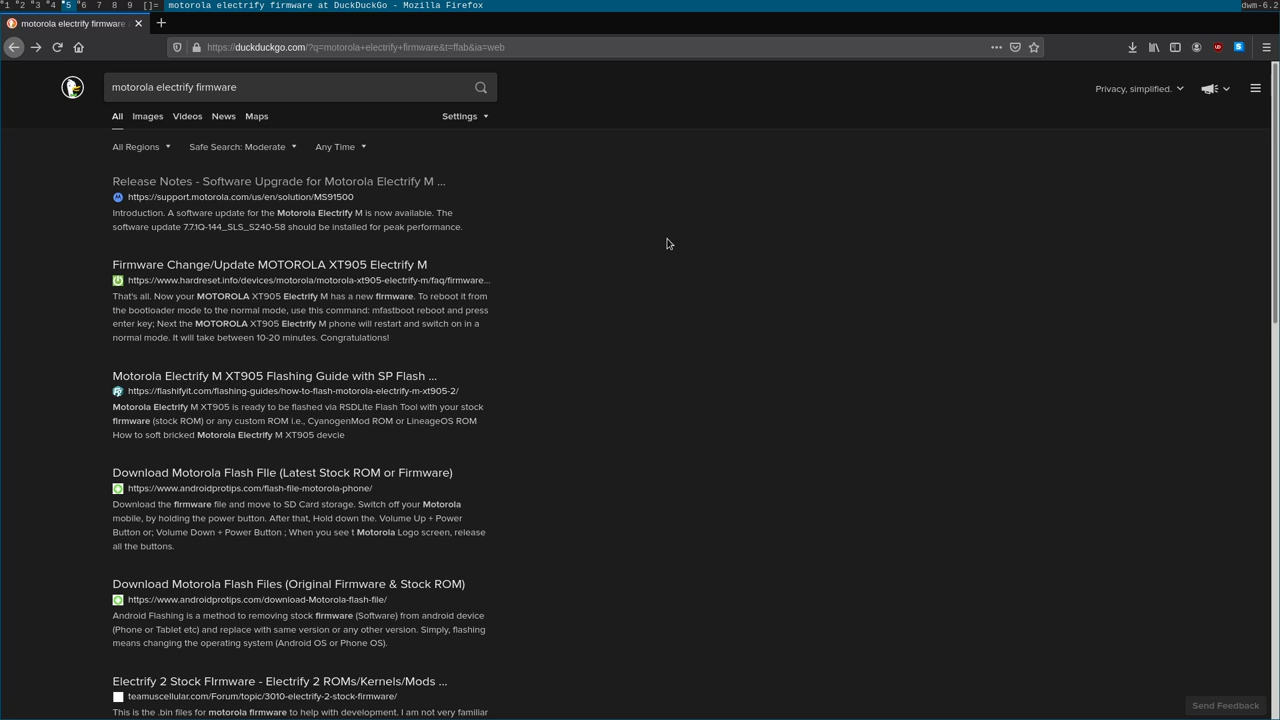 1 2 3 4 5 6 7 8 9 []= motorola electrify firmware at DuckDuckGo - Mozilla Firefox dwm-6.2
motorola electrify firmware
https://duckduckgo.com/?q=motorola+electrify+firmware&t=ffab&ia=web
motorola electrify firmware
Privacy, simplified.
All Images Videos News Maps Settings
All Regions Safe Search: Moderate Any Time
Release Notes - Software Upgrade for Motorola Electrify M ...
https://support.motorola.com/us/en/solution/MS91500
Introduction. A software update for the Motorola Electrify M is now available. The
software update 7.7.1Q-144_SLS_S240-58 should be installed for peak performance.
Firmware Change/Update MOTOROLA XT905 Electrify M
https://www.hardreset.info/devices/motorola/motorola-xt905-electrify-m/faq/firmware...
That's all. Now your MOTOROLA XT905 Electrify M has a new firmware. To reboot it from
the bootloader mode to the normal mode, use this command: mfastboot reboot and press
enter key; Next the MOTOROLA XT905 Electrify M phone will restart and switch on in a
normal mode. It will take between 10-20 minutes. Congratulations!
Motorola Electrify M XT905 Flashing Guide with SP Flash ...
https://flashifyit.com/flashing-guides/how-to-flash-motorola-electrify-m-xt905-2/
Motorola Electrify M XT905 is ready to be flashed via RSDLite Flash Tool with your stock
firmware (stock ROM) or any custom ROM i.e., CyanogenMod ROM or LineageOS ROM
How to soft bricked Motorola Electrify M XT905 devcie
Download Motorola Flash FIle (Latest Stock ROM or Firmware)
https://www.androidprotips.com/flash-file-motorola-phone/
Download the firmware file and move to SD Card storage. Switch off your Motorola
mobile, by holding the power button. After that, Hold down the. Volume Up + Power
Button or; Volume Down + Power Button ; When you see t Motorola Logo screen, release
all the buttons.
Download Motorola Flash Files (Original Firmware & Stock ROM)
https://www.androidprotips.com/download-Motorola-flash-file/
Android Flashing is a method to removing stock firmware (Software) from android device
(Phone or Tablet etc) and replace with same version or any other version. Simply, flashing
means changing the operating system (Android OS or Phone OS).
Electrify 2 Stock FIrmware - Electrify 2 ROMs/Kernels/Mods ...
teamuscellular.com/Forum/topic/3010-electrify-2-stock-firmware/
This is the .bin files for motorola firmware to help with development. I am not very familiar
Send Feedback